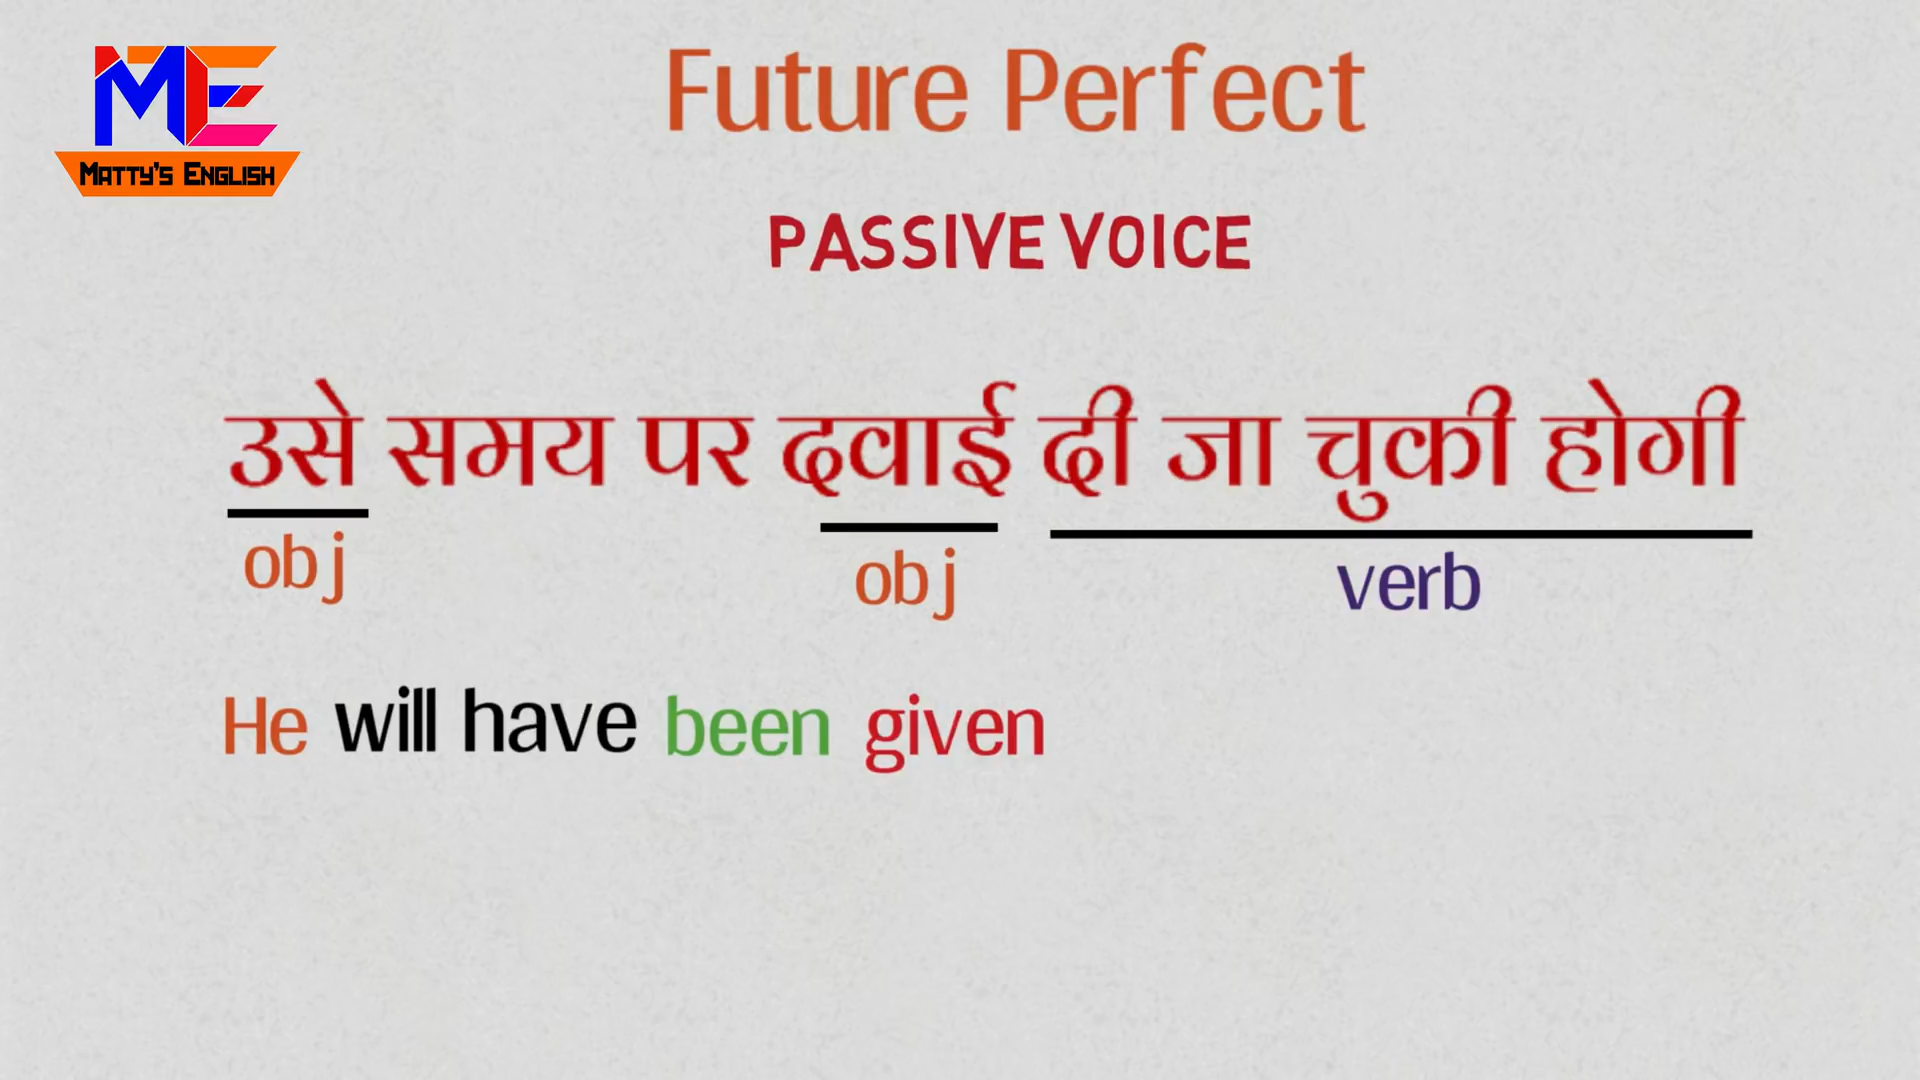 ME
Matty's English
Future Perfect
PASSIVE VOICE
उसे समय पर दवाई दी जा चुकी होगी
obj obj verb
He will have been given